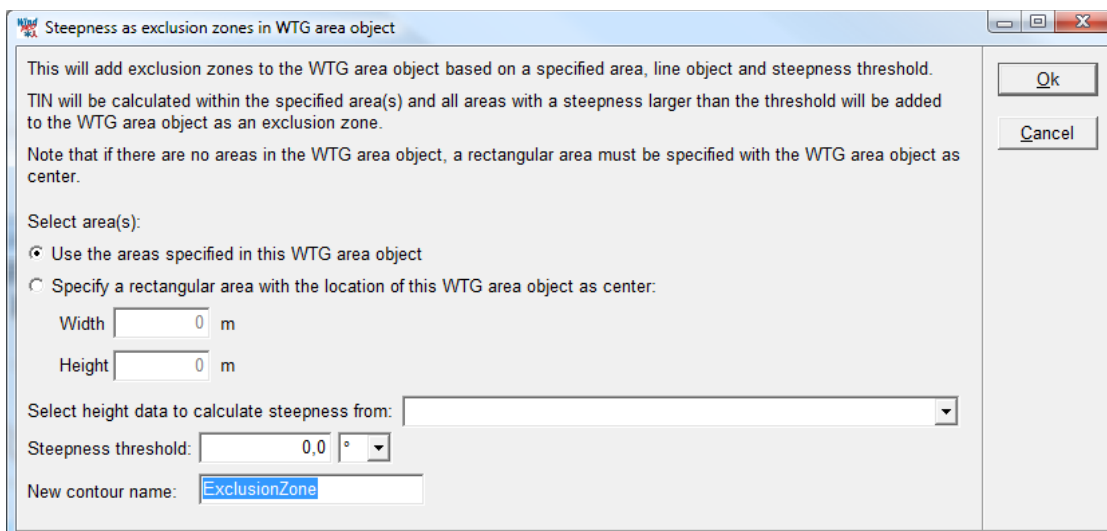 Steepness as exclusion zones in WTG area object
This will add exclusion zones to the WTG area object based on a specified area, line object and steepness threshold.
TIN will be calculated within the specified area(s) and all areas with a steepness larger than the threshold will be added
to the WTG area object as an exclusion zone.
Note that if there are no areas in the WTG area object, a rectangular area must be specified with the WTG area object as
center.
Ok
Cancel
Select area(s):
Use the areas specified in this WTG area object
Specify a rectangular area with the location of this WTG area object as center:
Width 0 m
Height 0 m
Select height data to calculate steepness from:
Steepness threshold: 0,0 °
New contour name: ExclusionZone